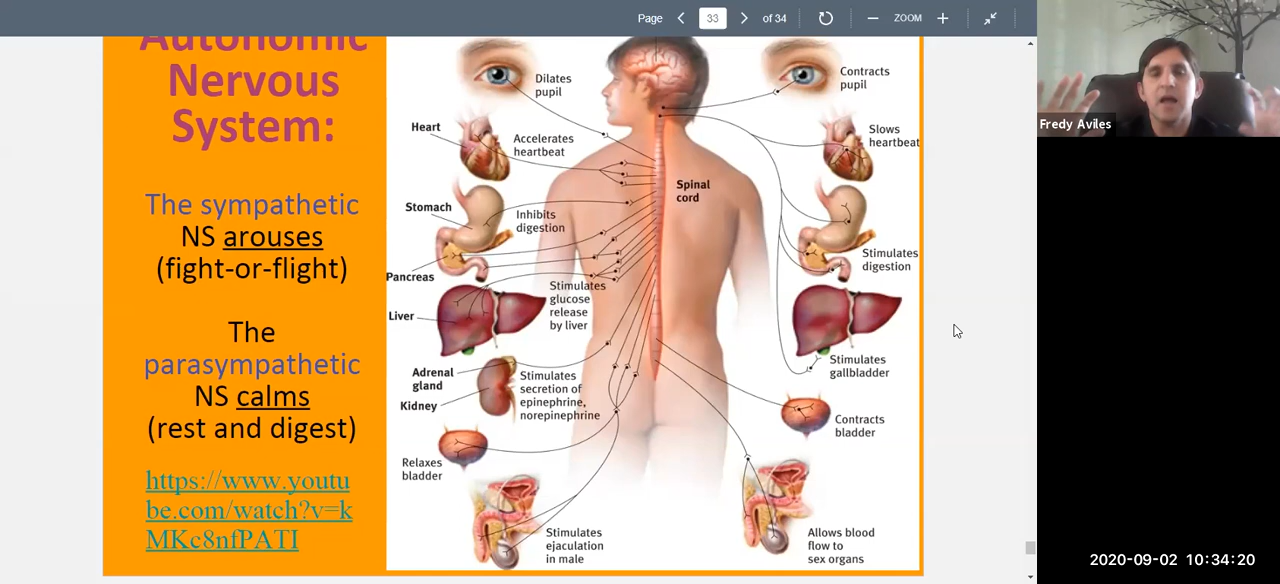 Page
33
of 34
ZOOM
Autonomic
Nervous
System:
The sympathetic
NS arouses
(fight-or-flight)
The
parasympathetic
NS calms
(rest and digest)
https://www.youtu
be.com/watch?v=k
MKc8nfPATI
Dilates
pupil
Heart
Accelerates
heartbeat
Stomach
Inhibits
digestion
Pancreas
Liver
Stimulates
glucose
release
by liver
Adrenal
gland
Kidney
Stimulates
secretion of
epinephrine,
norepinephrine
Relaxes
bladder
Stimulates
ejaculation
in male
Spinal
cord
Contracts
pupil
Slows
heartbeat
Stimulates
digestion
Stimulates
gallbladder
Contracts
bladder
Allows blood
flow to
sex organs
Fredy Aviles
2020-09-02 10:34:20